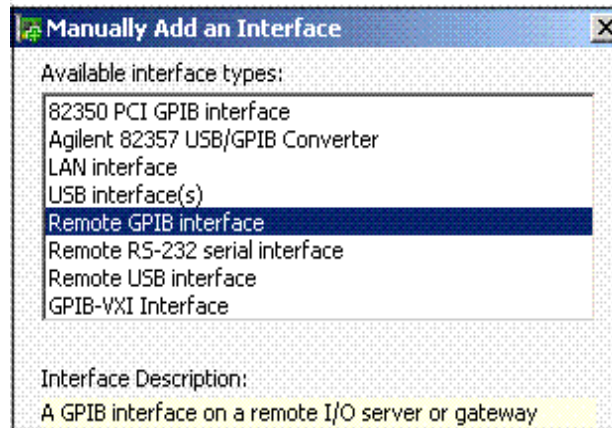 Manually Add an Interface
Available interface types:
82350 PCI GPIB interface
Agilent 82357 USB/GPIB Converter
LAN interface
USB interface(s)
Remote GPIB interface
Remote RS-232 serial interface
Remote USB interface
GPIB-VXI Interface
Interface Description:
A GPIB interface on a remote I/O server or gateway